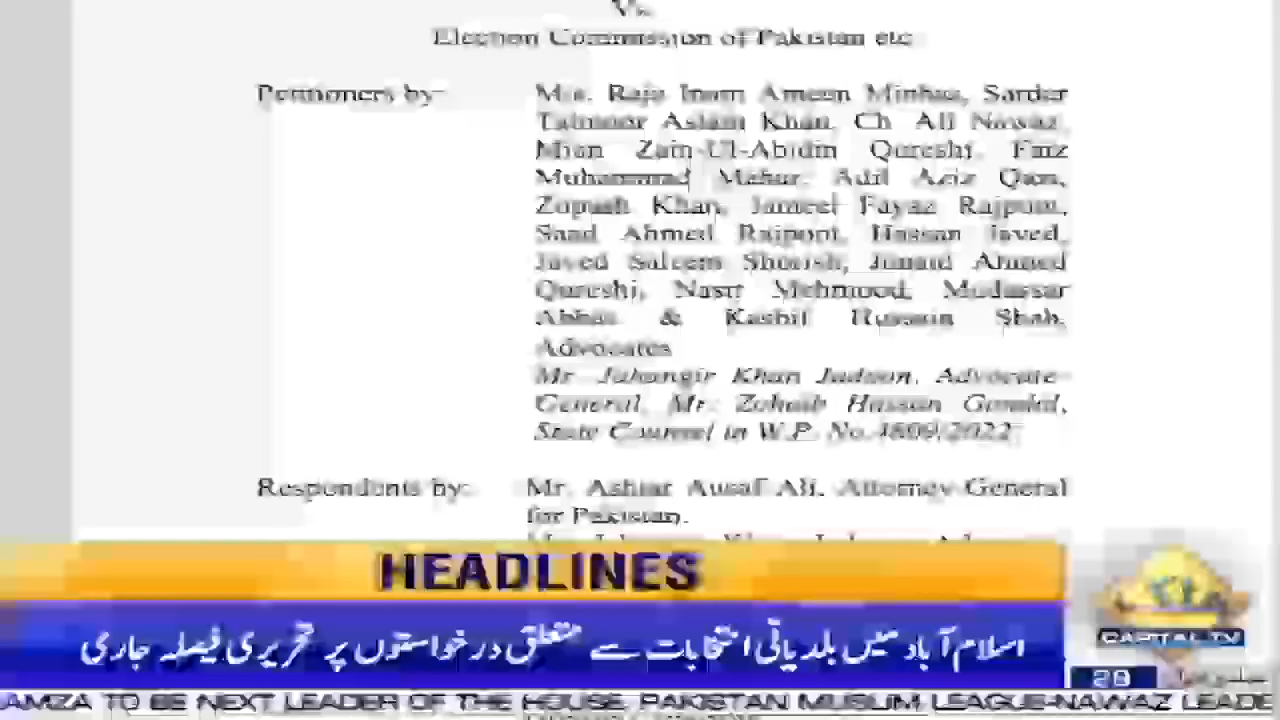 Vs.
Election Commission of Pakistan etc
Petitioners by:
M/s. Raja Inam Ameen Minhas, Sardar
Taimoor Aslam Khan, Ch. Ali Nawaz,
Mian Zain-Ul-Abidin Qureshi, Faiz
Muhammad Mahar, Adil Aziz Qazi,
Khan, Jameel Fayaz Rajpoot,
Saad Ahmed Rajpoot, Hassan Javed,
Javed Saleem Shorish, Junaid Ahmed
Qureshi, Nasir Mehmood, Mudassar
Abbas & Kashif Hussain Shah,
Advocates
Mr. Jahangir Khan Jadoon, Advocate-
General, Mr. Zohaib Hassan Gondal,
State Counsel in W.P. No.4609/2022
Respondents by:
Mr. Ashtar Ausaf Ali, Attorney-General
for Pakistan.
HEADLINES
اسلام آباد میں بلدیاتی انتخابات سے متعلق درخواستوں پر تحریری فیصلہ جاری
CAPITAL TV
28
AMZA TO BE NEXT LEADER OF THE HOUSE, PAKISTAN MUSLIM LEAGUE-NAWAZ LEADE